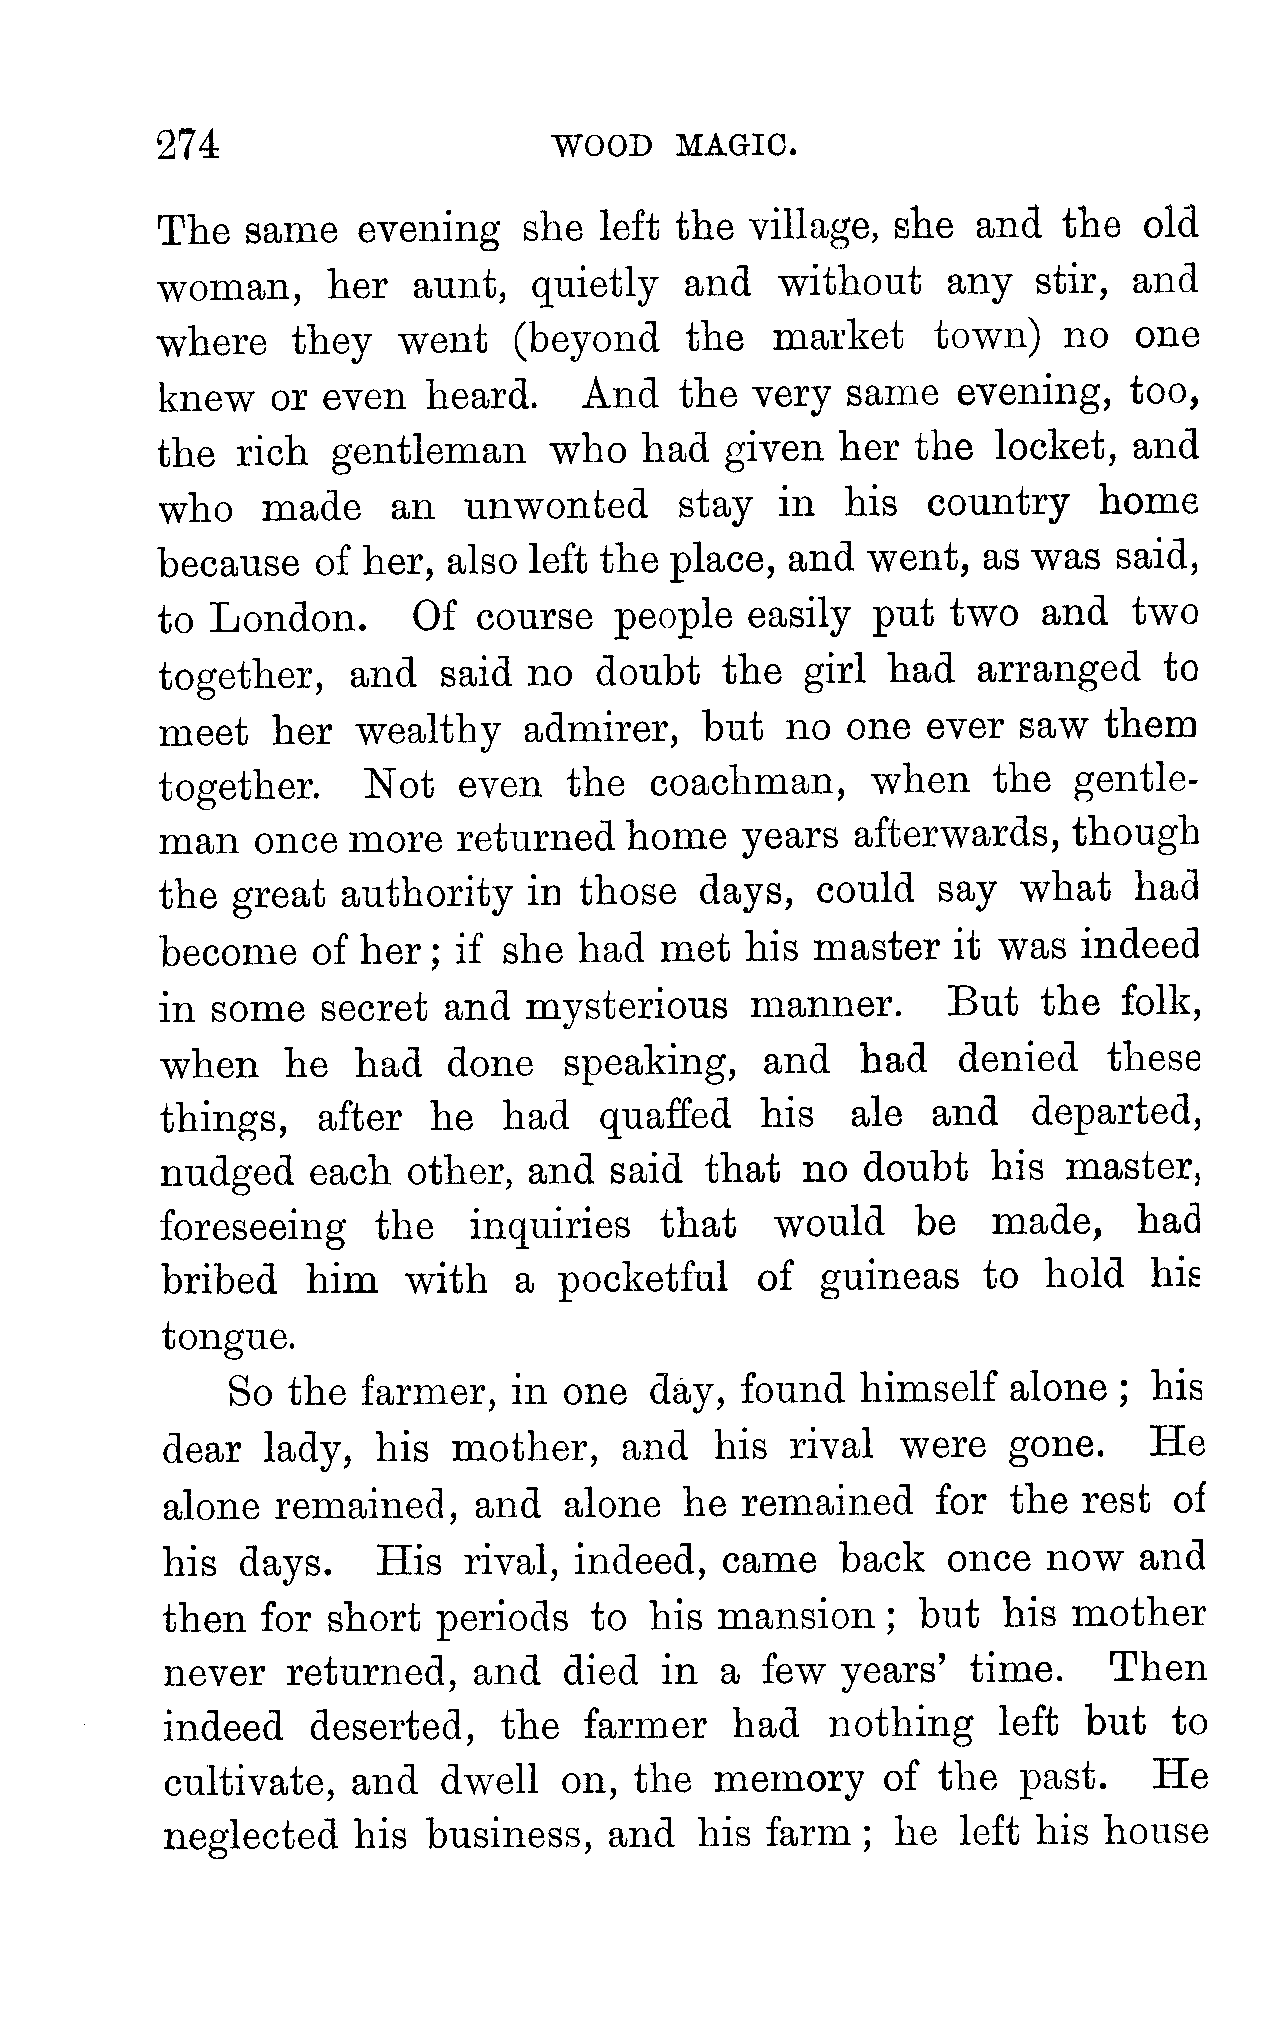 274 WOOD MAGIC.
The same evening she left the village, she and the old
woman, her aunt, quietly and without any stir, and
where they went (beyond the market town) no one
knew or even heard. And the very same evening, too,
the rich gentleman who had given her the locket, and
who made an unwonted stay in his country home
because of her, also left the place, and went, as was said,
to London. Of course people easily put two and two
together, and said no doubt the girl had arranged to
meet her wealthy admirer, but no one ever saw them
together. Not even the coachman, when the gentle-
man once more returned home years afterwards, though
the great authority in those days, could say what had
become of her; if she had met his master it was indeed
in some secret and mysterious manner. But the folk,
when he had done speaking, and had denied these
things, after he had quaffed his ale and departed,
nudged each other, and said that no doubt his master,
foreseeing the inquiries that would be made, had
bribed him with a pocketful of guineas to hold his
tongue.
So the farmer, in one day, found himself alone; his
dear lady, his mother, and his rival were gone. He
alone remained, and alone he remained for the rest of
his days. His rival, indeed, came back once now and
then for short periods to his mansion; but his mother
never returned, and died in a few years' time. Then
indeed deserted, the farmer had nothing left but to
cultivate, and dwell on, the memory of the past. He
neglected his business, and his farm; he left his house